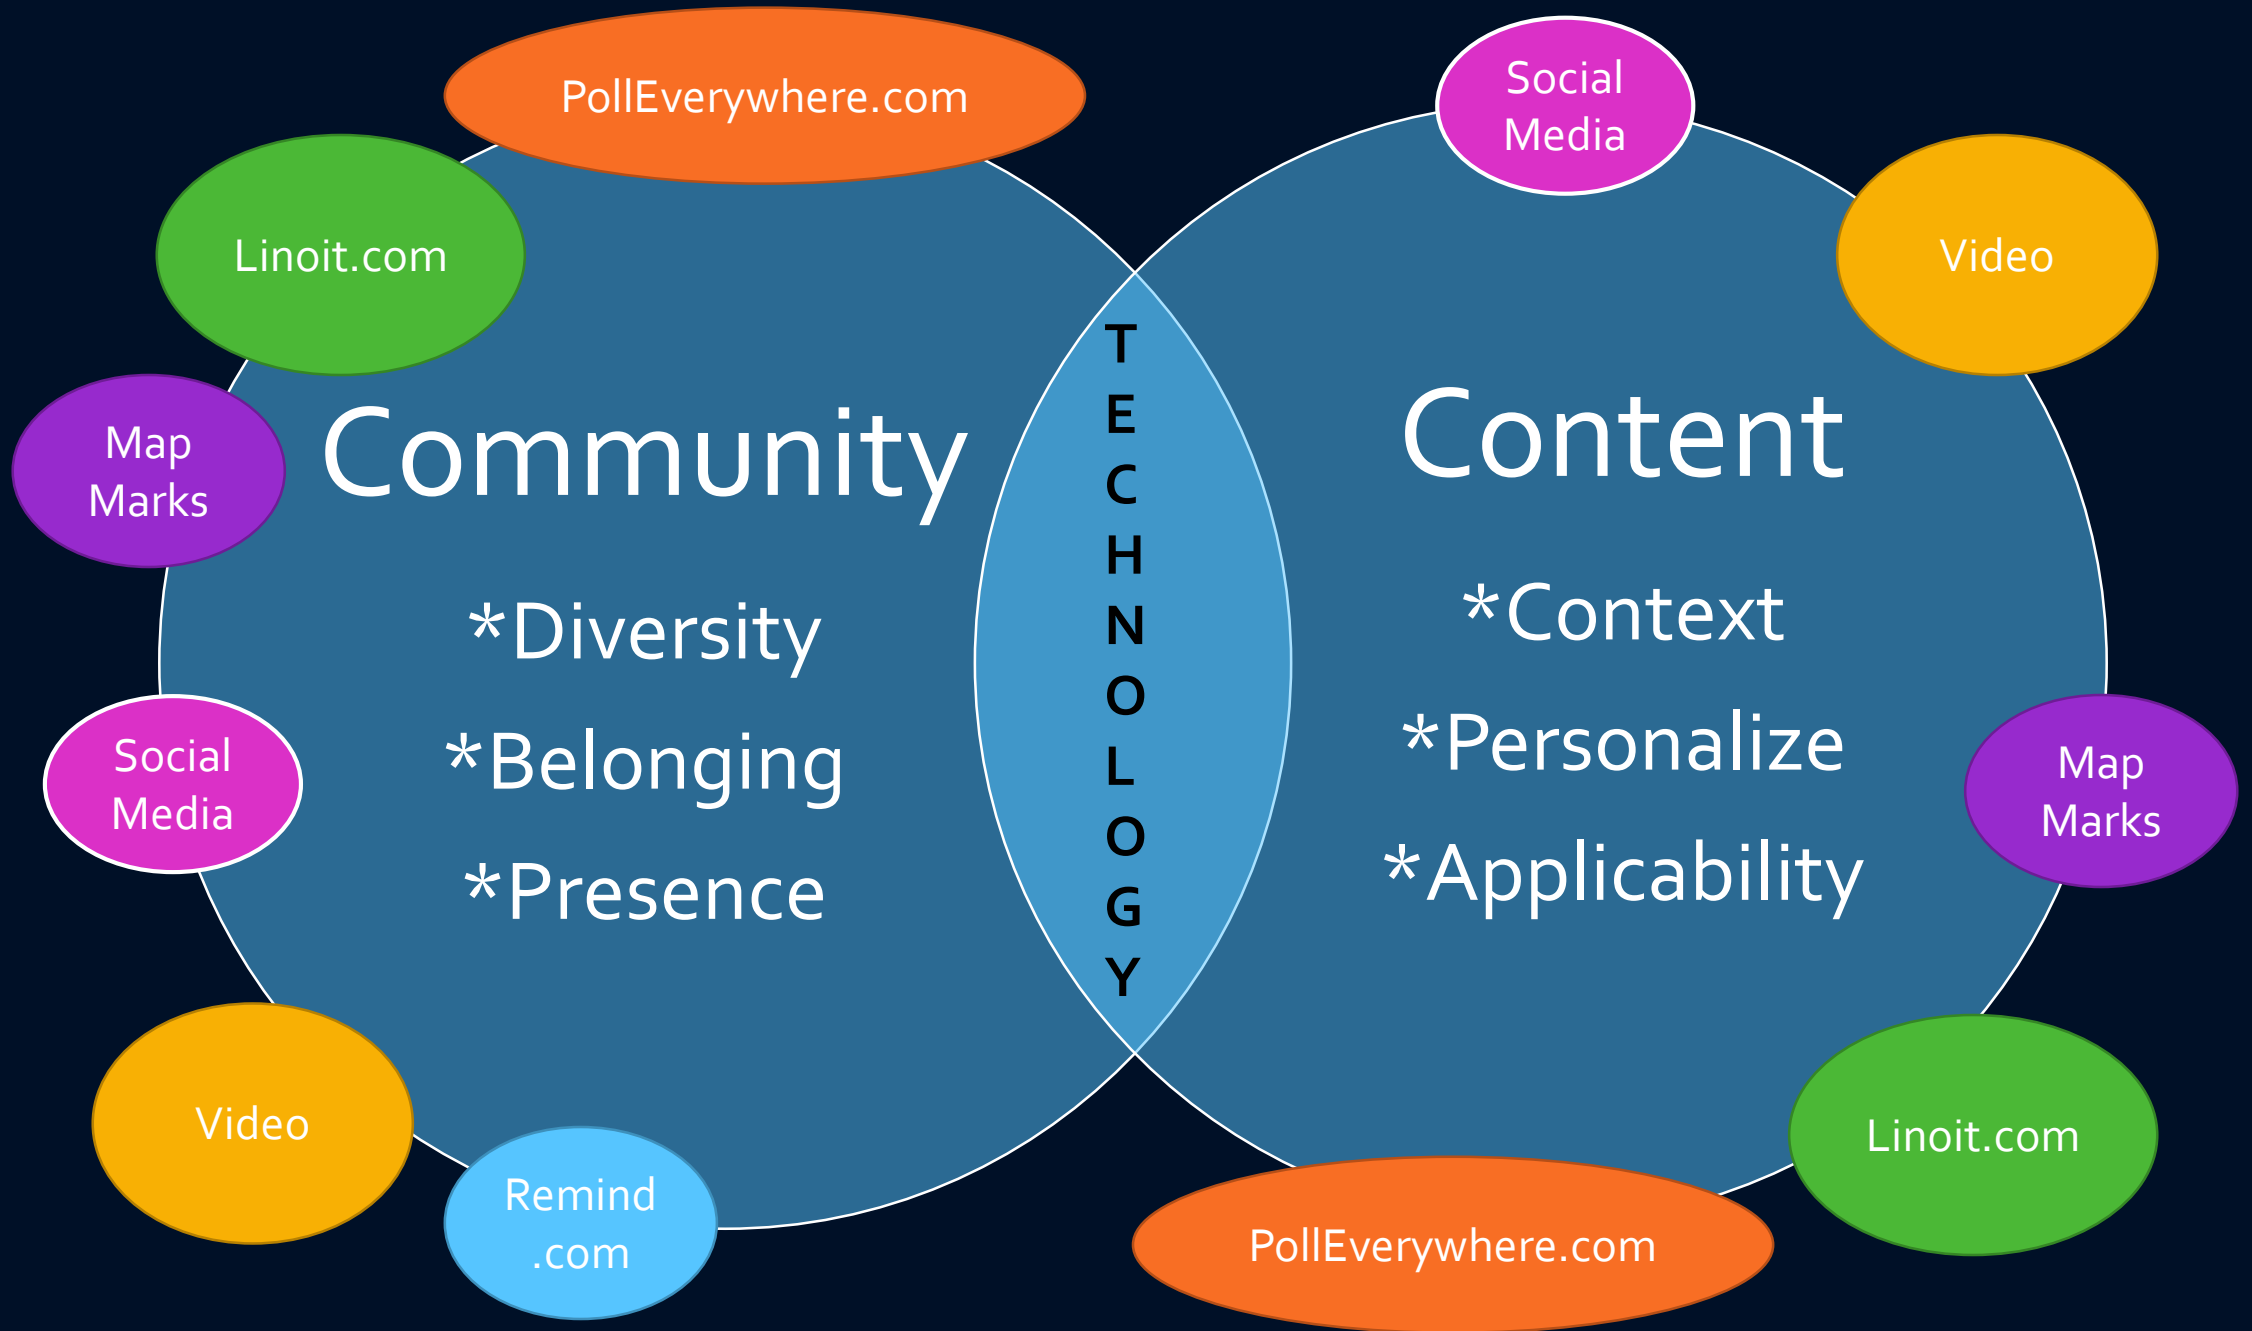 PollEverywhere.com
Linoit.com
Map
Marks
Social
Media
Video
Remind
.com
Community
*Diversity
*Belonging
*Presence
T
E
C
H
N
O
L
O
G
Y
Content
*Context
*Personalize
*Applicability
Social
Media
Video
Map
Marks
Linoit.com
PollEverywhere.com